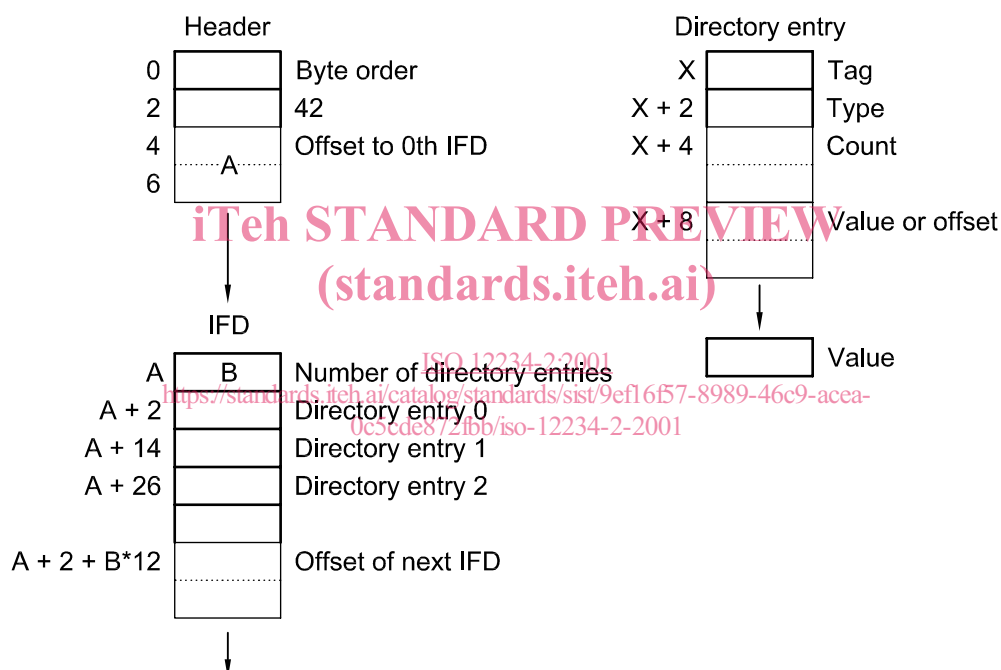 Header
0 Byte order
2 42
4 Offset to 0th IFD
A
6
Directory entry
X Tag
X + 2 Type
X + 4 Count
X + 8 Value or offset
Value
iTeh STANDARD PREVIEW
(standards.iteh.ai)
IFD
A B Number of directory entries
A + 2 Directory entry 0
A + 14 Directory entry 1
A + 26 Directory entry 2
A + 2 + B*12 Offset of next IFD
ISO 12234-2:2001
https://standards.iteh.ai/catalog/standards/sist/9ef16f57-8989-46c9-acea-
0c5cde872fbb/iso-12234-2-2001